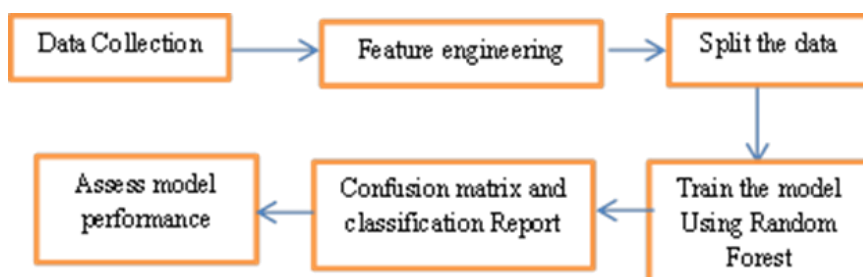 Data Collection
Feature engineering
Split the data
Train the model
Using Random
Forest
Confusion matrix and
classification Report
Assess model
performance